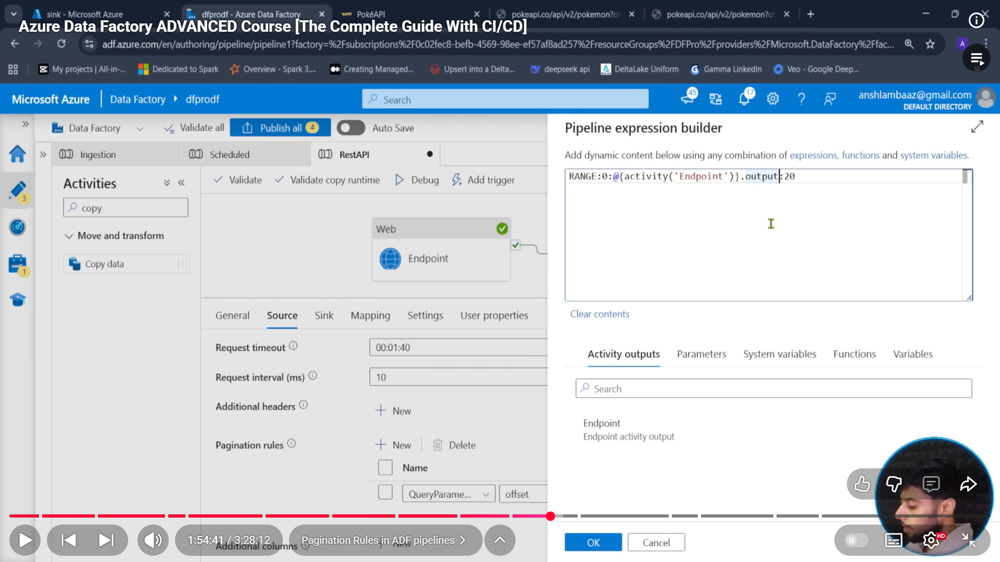 sink - Microsoft Azure
dfprodf - Azure Data Factory
PokéAPI
pokeapi.co/api/v2/pokemon?of
pokeapi.co/api/v2/pokemon?of
Azure Data Factory ADVANCED Course [The Complete Guide With CI/CD]
adf.azure.com/en/authoring/pipeline/pipeline1?factory=%2Fsubscriptions%2F0c02fec8-befb-4569-98ee-ef57af8ad257%2FresourceGroups%2FDFPro%2Fproviders%2FMicrosoft.DataFactory%2Ffac...
A
My projects | All-in-...
Dedicated to Spark
Overview - Spark 3....
Creating Managed...
Upsert into a Delta...
deepseek api
DeltaLake Uniform
Gamma LinkedIn
Veo - Google Deep...
Microsoft Azure
Data Factory
dfprodf
Search
45
17
anshlambaaz@gmail.com
DEFAULT DIRECTORY
Data Factory
Validate all
Publish all 4
Auto Save
Ingestion
Scheduled
RestAPI
3
1
Activities
copy
Move and transform
Copy data
Validate
Validate copy runtime
Debug
Add trigger
Web
Endpoint
General
Source
Sink
Mapping
Settings
User properties
Request timeout
00:01:40
Request interval (ms)
10
Additional headers
New
Pagination rules
New
Delete
Name
QueryParame...
offset
Additional columns
New
Pipeline expression builder
Add dynamic content below using any combination of expressions, functions and system variables.
RANGE:0:@{activity('Endpoint')}.output:20
Clear contents
Activity outputs
Parameters
System variables
Functions
Variables
Search
Endpoint
Endpoint activity output
OK
Cancel
1:54:41 / 3:28:12
Pagination Rules in ADF pipelines
HD